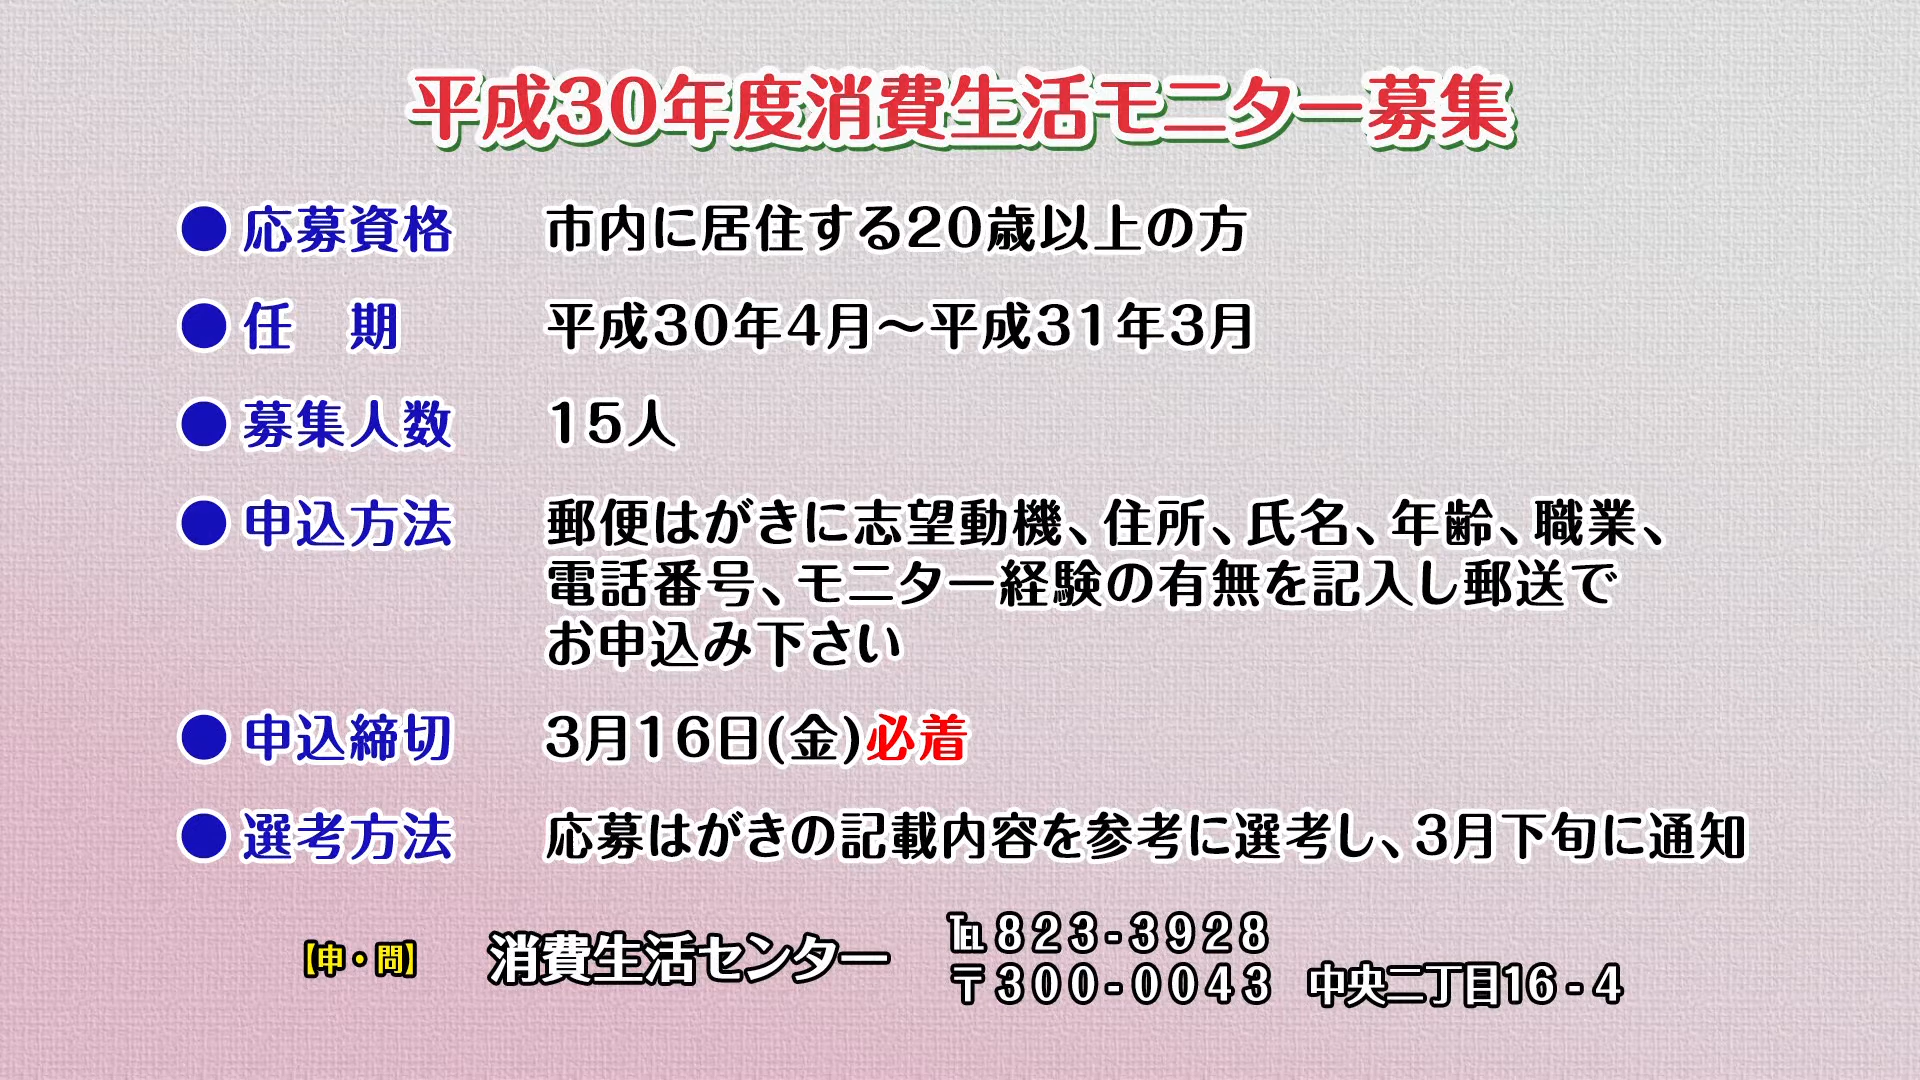 平成30年度消費生活モニター募集
●応募資格　市内に居住する20歳以上の方
●任　期　平成30年4月～平成31年3月
●募集人数　15人
●申込方法　郵便はがきに志望動機、住所、氏名、年齢、職業、
電話番号、モニター経験の有無を記入し郵送で
お申込み下さい
●申込締切　3月16日(金)必着
●選考方法　応募はがきの記載内容を参考に選考し、3月下旬に通知
【申・問】　消費生活センター　℡823-3928
〒300-0043　中央二丁目16-4